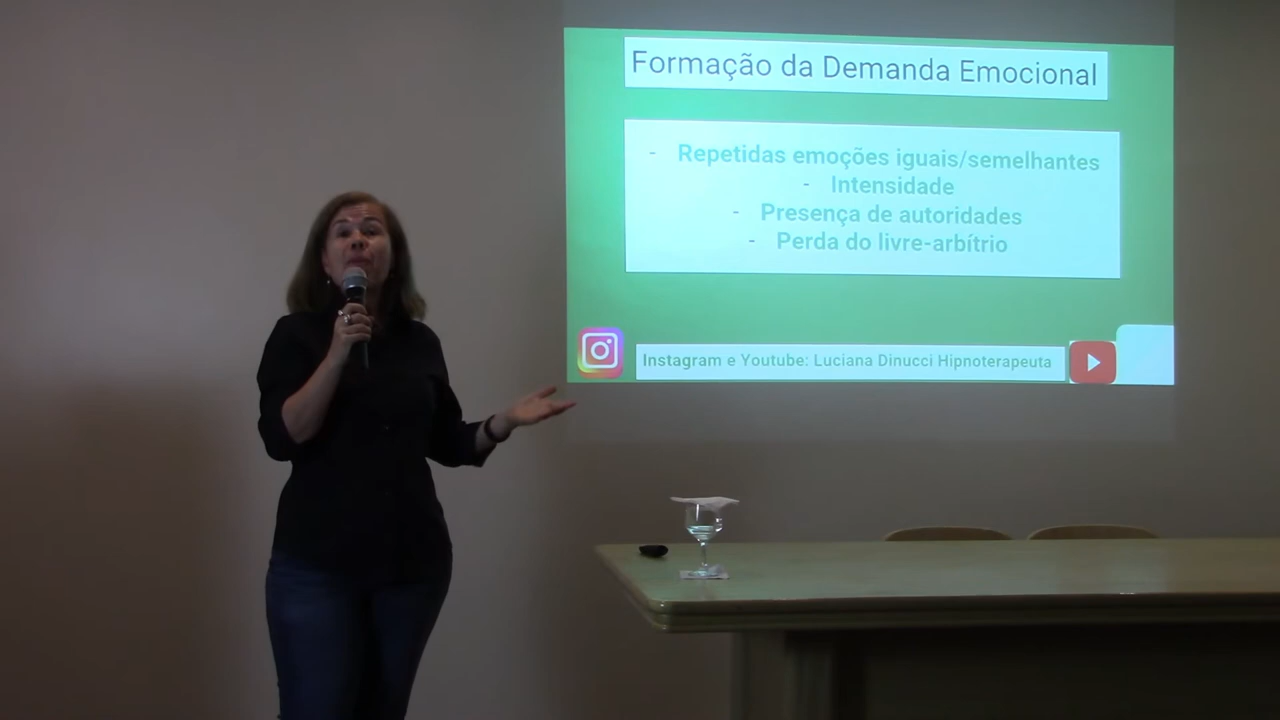 Formação da Demanda Emocional
- Repetidas emoções iguais/semelhantes
- Intensidade
- Presença de autoridades
- Perda do livre-arbítrio
Instagram e Youtube: Luciana Dinucci Hipnoterapeuta